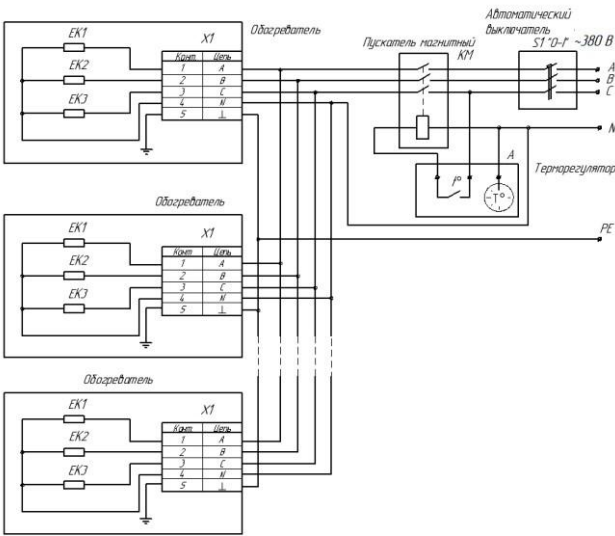 Обогреватель
EK1
EK2
EK3
X1
Конт. Цепь
1 A
2 B
3 C
4 N
5 ⊥
Пускатель магнитный
KM
Автоматический
выключатель
S1 "0-I" ~380 В
A
B
C
N
A
t°
T°
Терморегулятор
PE
Обогреватель
EK1
EK2
EK3
X1
Конт. Цепь
1 A
2 B
3 C
4 N
5 ⊥
Обогреватель
EK1
EK2
EK3
X1
Конт. Цепь
1 A
2 B
3 C
4 N
5 ⊥